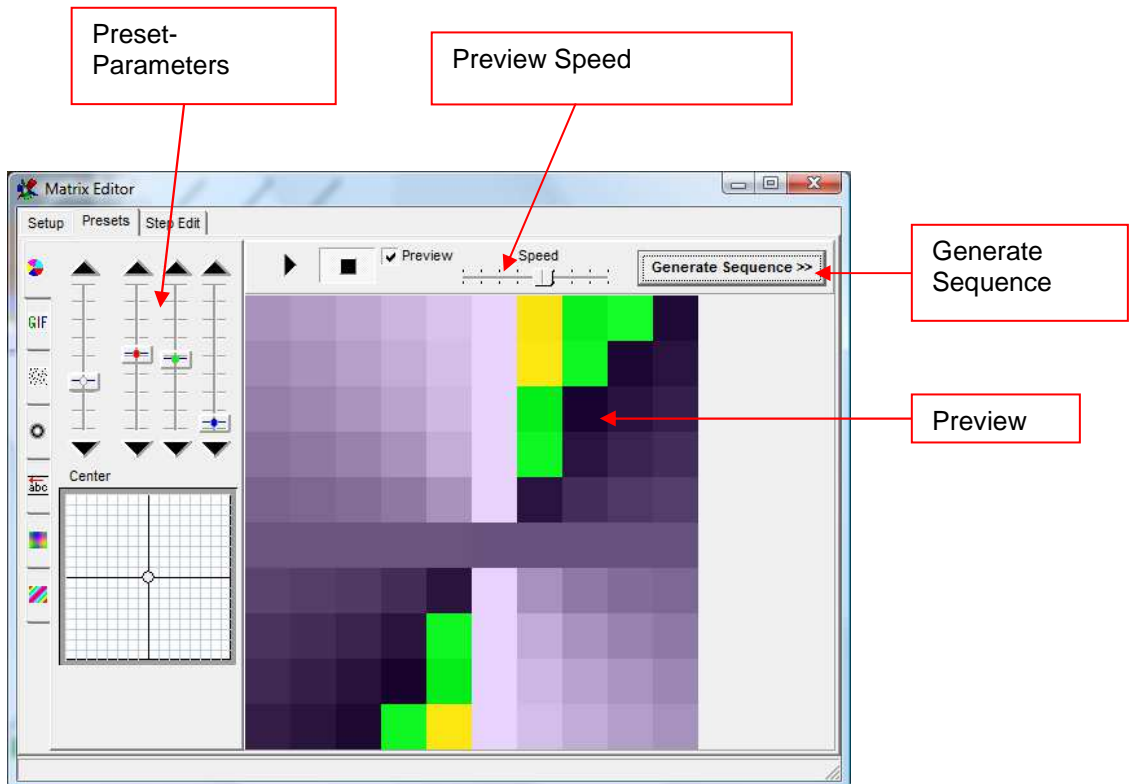 Preset-
Parameters
Preview Speed
Matrix Editor
Setup Presets Step Edit
Preview Speed Generate Sequence >>
Generate
Sequence
GIF
Preview
abc
Center